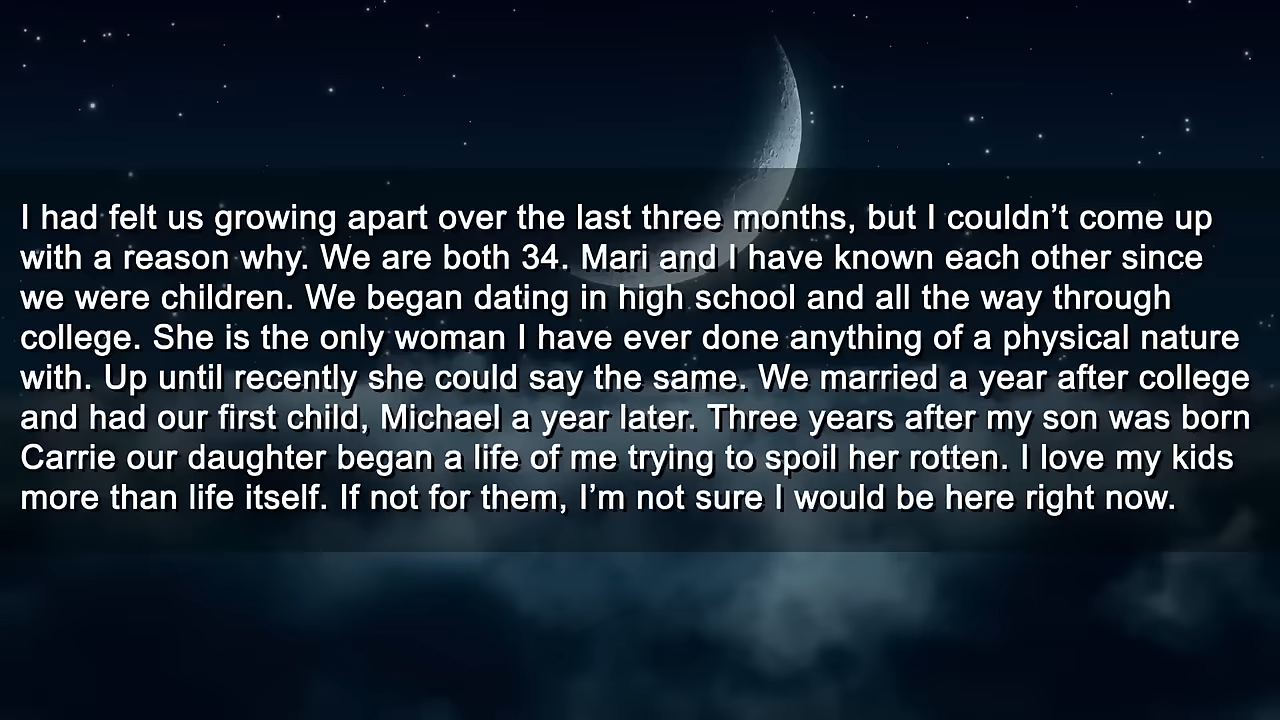 I had felt us growing apart over the last three months, but I couldn’t come up
with a reason why. We are both 34. Mari and I have known each other since
we were children. We began dating in high school and all the way through
college. She is the only woman I have ever done anything of a physical nature
with. Up until recently she could say the same. We married a year after college
and had our first child, Michael a year later. Three years after my son was born
Carrie our daughter began a life of me trying to spoil her rotten. I love my kids
more than life itself. If not for them, I’m not sure I would be here right now.